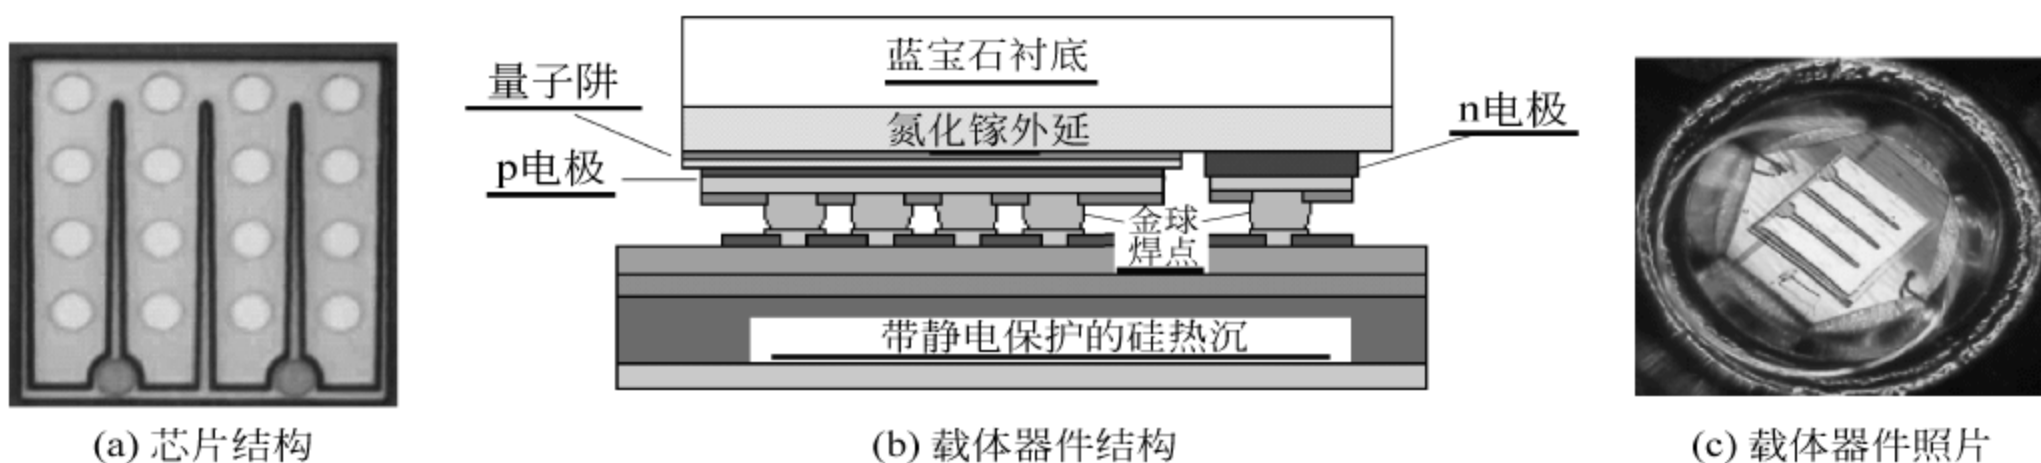 蓝宝石衬底
量子阱
n电极
氮化镓外延
p电极
金球
焊点
带静电保护的硅热沉
(a) 芯片结构
(b) 载体器件结构
(c) 载体器件照片